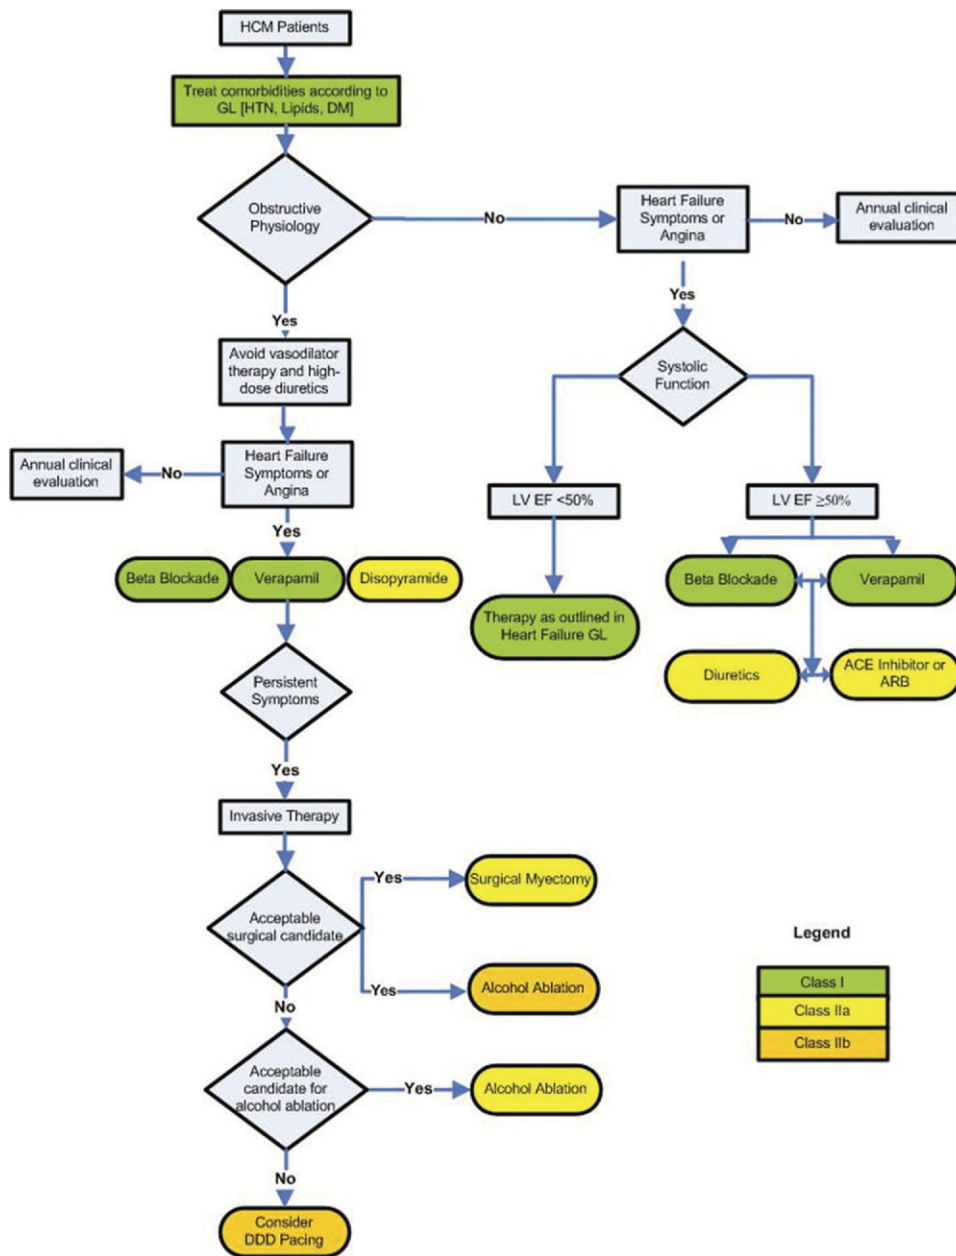 HCM Patients
Treat comorbidities according to
GL [HTN, Lipids, DM]
Obstructive
Physiology
No
Heart Failure
Symptoms or
Angina
No
Annual clinical
evaluation
Yes
Yes
Avoid vasodilator
therapy and high-
dose diuretics
Systolic
Function
Annual clinical
evaluation
No
Heart Failure
Symptoms or
Angina
LV EF <50%
LV EF ≥50%
Yes
Beta Blockade
Verapamil
Disopyramide
Beta Blockade
Verapamil
Therapy as outlined in
Heart Failure GL
Diuretics
ACE Inhibitor or
ARB
Persistent
Symptoms
Yes
Invasive Therapy
Yes
Surgical Myectomy
Acceptable
surgical candidate
Yes
Alcohol Ablation
No
Acceptable
candidate for
alcohol ablation
Yes
Alcohol Ablation
No
Consider
DDD Pacing
Legend
Class I
Class IIa
Class IIb